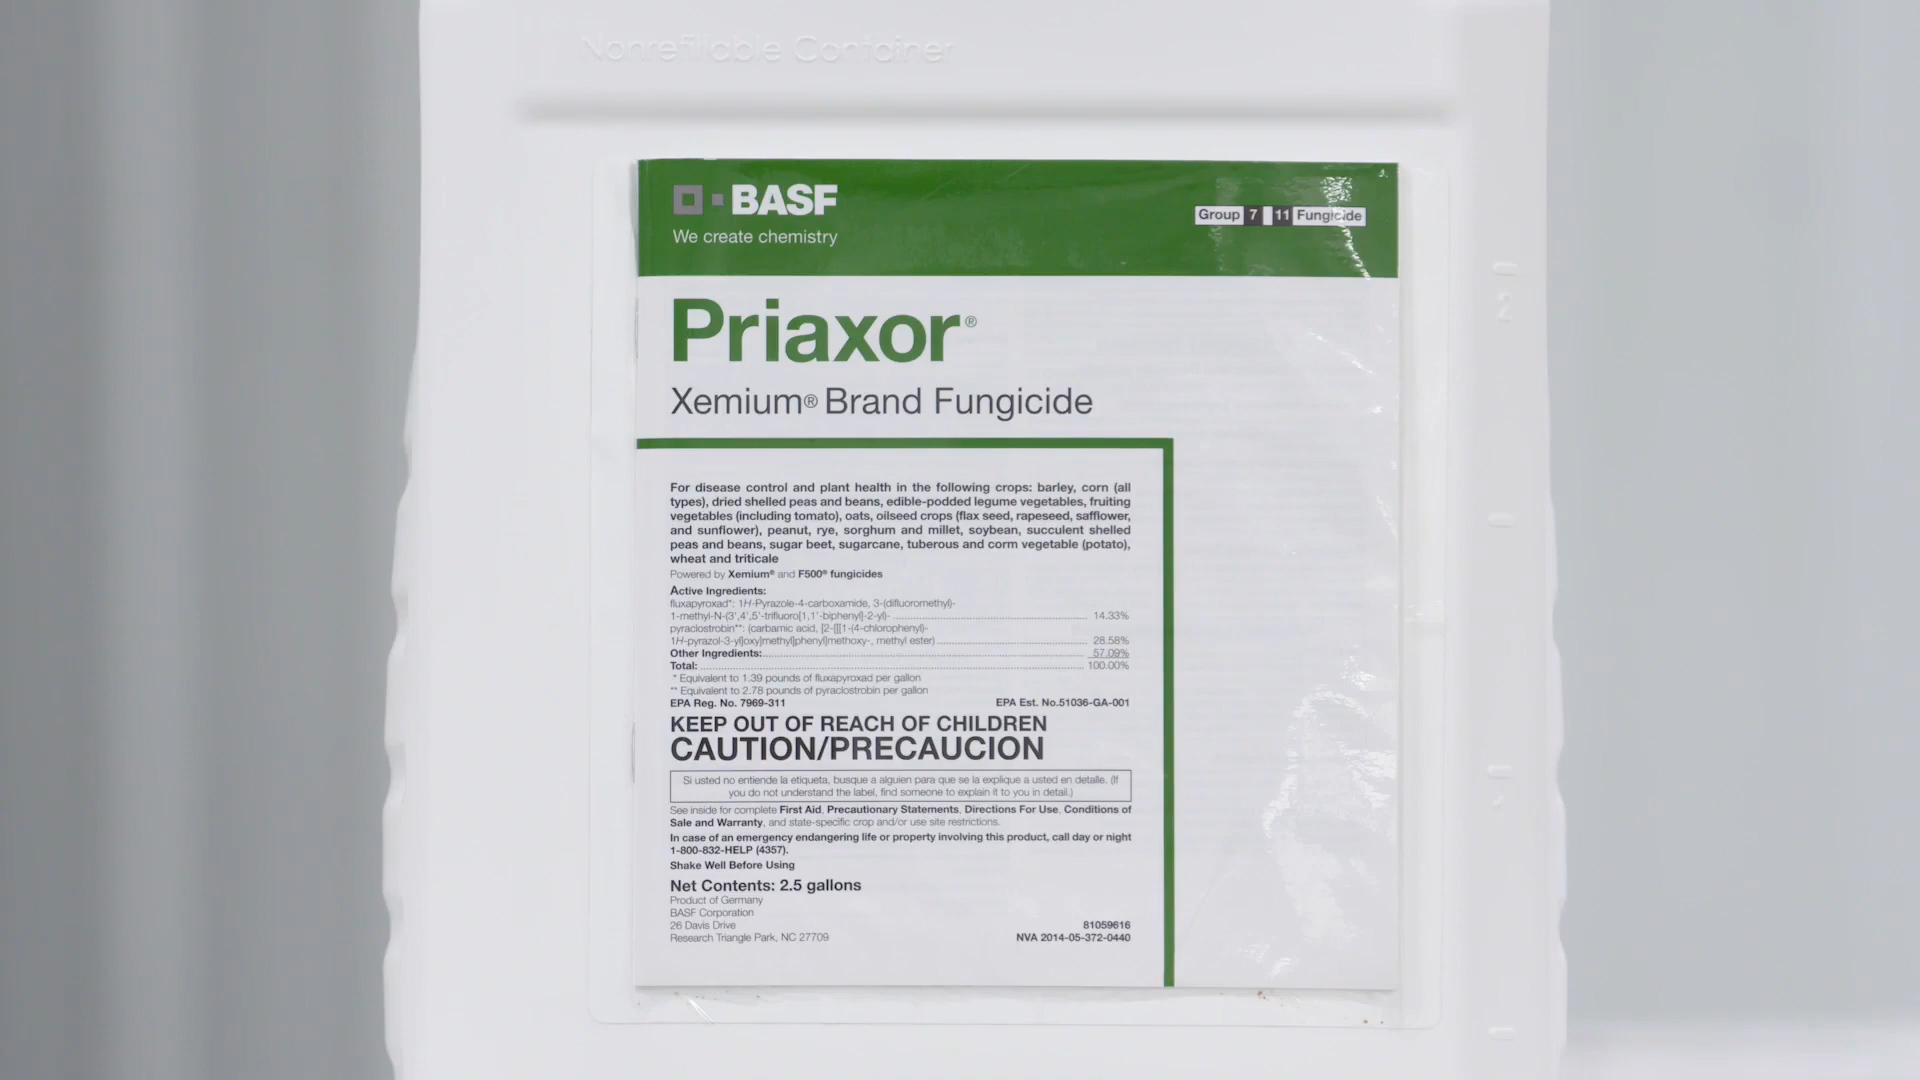 Nonrefillable Container
BASF
We create chemistry
Group 7 11 Fungicide
Priaxor®
Xemium® Brand Fungicide
For disease control and plant health in the following crops: barley, corn (all
types), dried shelled peas and beans, edible-podded legume vegetables, fruiting
vegetables (including tomato), oats, oilseed crops (flax seed, rapeseed, safflower,
and sunflower), peanut, rye, sorghum and millet, soybean, succulent shelled
peas and beans, sugar beet, sugarcane, tuberous and corm vegetable (potato),
wheat and triticale
Powered by Xemium® and F500® fungicides
Active Ingredients:
fluxapyroxad*: 1H-Pyrazole-4-carboxamide, 3-(difluoromethyl)-
1-methyl-N-(3',4',5'-trifluoro[1,1'-biphenyl]-2-yl)- 14.33%
pyraclostrobin**: (carbamic acid, [2-[[[1-(4-chlorophenyl)-
1H-pyrazol-3-yl]oxy]methyl]phenyl]methoxy-, methyl ester) 28.58%
Other Ingredients: 57.09%
Total: 100.00%
* Equivalent to 1.39 pounds of fluxapyroxad per gallon
** Equivalent to 2.78 pounds of pyraclostrobin per gallon
EPA Reg. No. 7969-311 EPA Est. No.51036-GA-001
KEEP OUT OF REACH OF CHILDREN
CAUTION/PRECAUCION
Si usted no entiende la etiqueta, busque a alguien para que se la explique a usted en detalle. (If
you do not understand the label, find someone to explain it to you in detail.)
See inside for complete First Aid, Precautionary Statements, Directions For Use, Conditions of
Sale and Warranty, and state-specific crop and/or use site restrictions.
In case of an emergency endangering life or property involving this product, call day or night
1-800-832-HELP (4357).
Shake Well Before Using
Net Contents: 2.5 gallons
Product of Germany
BASF Corporation
26 Davis Drive
Research Triangle Park, NC 27709
81059616
NVA 2014-05-372-0440
2